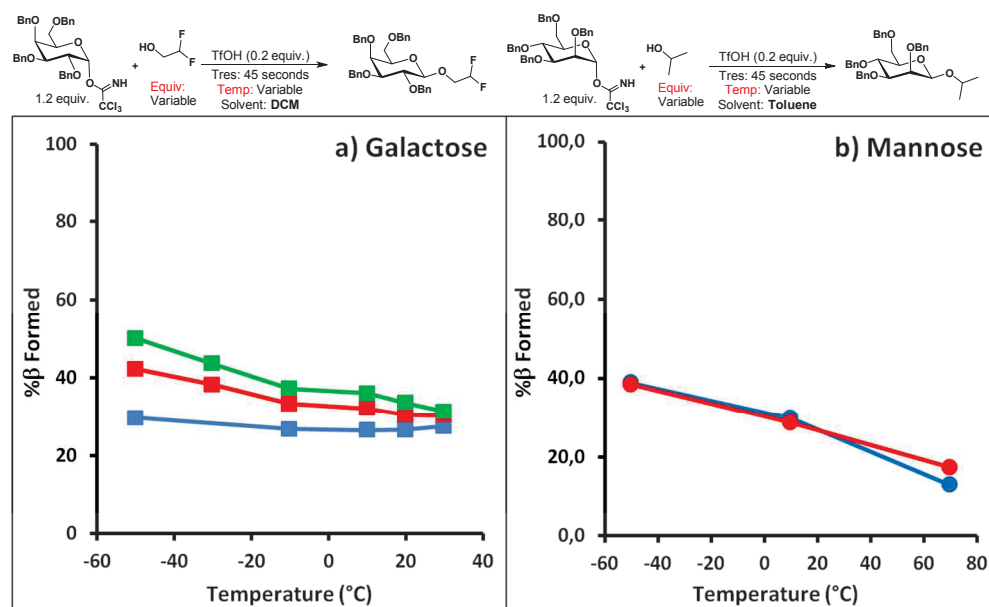 BnO
OBn
O
BnO
BnO
O
NH
CCl3
1.2 equiv.
+
HO
F
F
Equiv:
Variable
TfOH (0.2 equiv.)
Tres: 45 seconds
Temp: Variable
Solvent: DCM
BnO
OBn
O
BnO
O
OBn
F
F
OBn
OBn
O
BnO
BnO
O
NH
CCl3
1.2 equiv.
+
HO
Equiv:
Variable
TfOH (0.2 equiv.)
Tres: 45 seconds
Temp: Variable
Solvent: Toluene
OBn
OBn
O
BnO
BnO
O
a) Galactose
%β Formed
100
80
60
40
20
0
-60
-40
-20
0
20
40
Temperature (°C)
b) Mannose
%β Formed
100,0
80,0
60,0
40,0
20,0
0,0
-60
-40
-20
0
20
40
60
80
Temperature (°C)